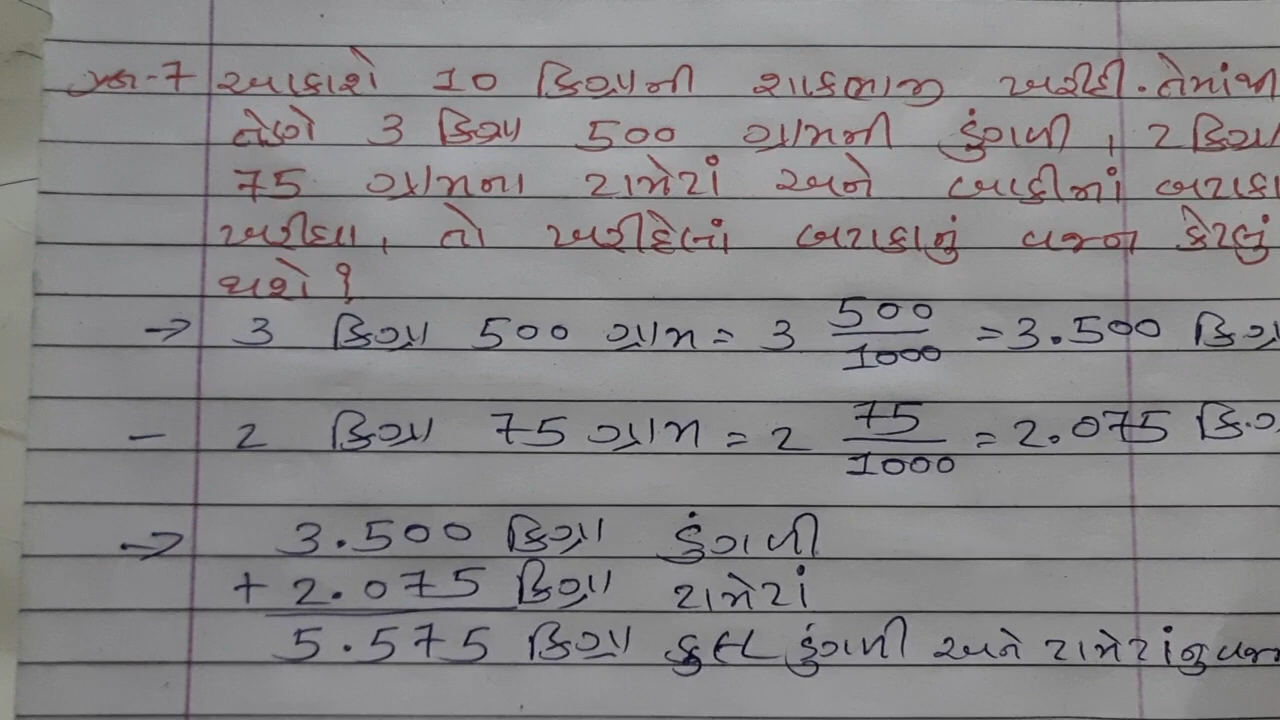 પ્ર-7 આકાશે 10 કિગ્રાની શાકભાજી ખરીદી. તેમાંથી
તેણે 3 કિગ્રા 500 ગ્રામની ડુંગળી, 2 કિગ્રા
75 ગ્રામના ટામેટાં અને બાકીનાં બટાકા
ખરીદ્યા, તો ખરીદેલાં બટાકાનું વજન કેટલું
થશે?
→ 3 કિગ્રા 500 ગ્રામ = 3 500/1000 = 3.500 કિગ્ર
- 2 કિગ્રા 75 ગ્રામ = 2 75/1000 = 2.075 કિ.ગ્
→ 3.500 કિગ્રા ડુંગળી
+ 2.075 કિગ્રા ટામેટાં
5.575 કિગ્રા કુલ ડુંગળી અને ટામેટાંનુ વજ